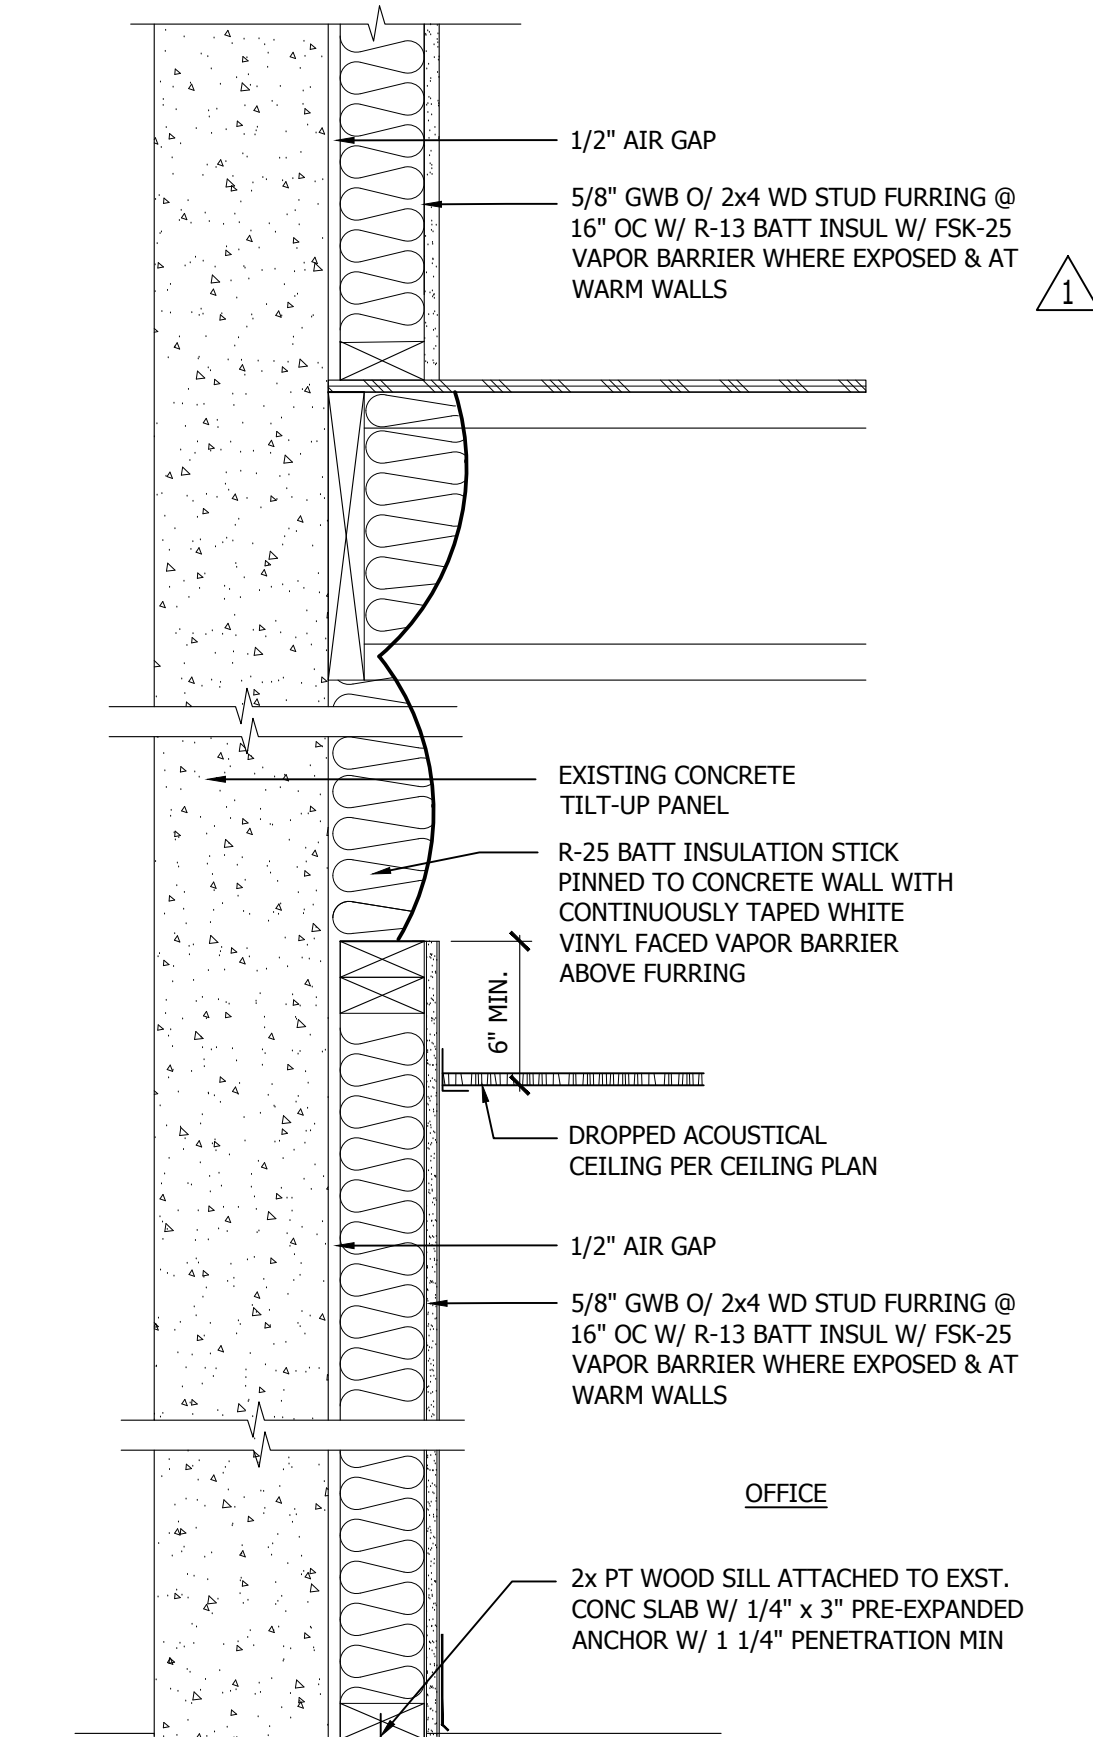 1/2" AIR GAP
5/8" GWB O/ 2x4 WD STUD FURRING @
16" OC W/ R-13 BATT INSUL W/ FSK-25
VAPOR BARRIER WHERE EXPOSED & AT
WARM WALLS
1
EXISTING CONCRETE
TILT-UP PANEL
R-25 BATT INSULATION STICK
PINNED TO CONCRETE WALL WITH
CONTINUOUSLY TAPED WHITE
VINYL FACED VAPOR BARRIER
ABOVE FURRING
6" MIN.
DROPPED ACOUSTICAL
CEILING PER CEILING PLAN
1/2" AIR GAP
5/8" GWB O/ 2x4 WD STUD FURRING @
16" OC W/ R-13 BATT INSUL W/ FSK-25
VAPOR BARRIER WHERE EXPOSED & AT
WARM WALLS
OFFICE
2x PT WOOD SILL ATTACHED TO EXST.
CONC SLAB W/ 1/4" x 3" PRE-EXPANDED
ANCHOR W/ 1 1/4" PENETRATION MIN